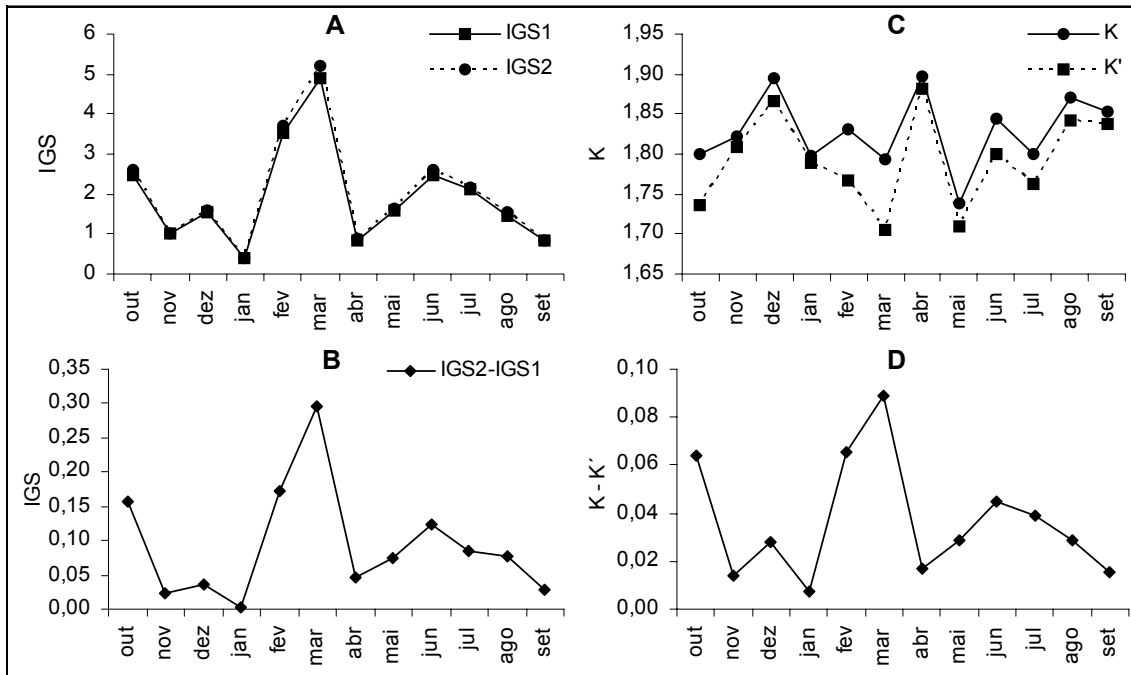 A
IGS1
IGS2
IGS
6
5
4
3
2
1
0
out nov dez jan fev mar abr mai jun jul ago set
C
K
K'
K
1,95
1,90
1,85
1,80
1,75
1,70
1,65
out nov dez jan fev mar abr mai jun jul ago set
B
IGS2-IGS1
IGS
0,35
0,30
0,25
0,20
0,15
0,10
0,05
0,00
out nov dez jan fev mar abr mai jun jul ago set
D
K - K´
0,10
0,08
0,06
0,04
0,02
0,00
out nov dez jan fev mar abr mai jun jul ago set